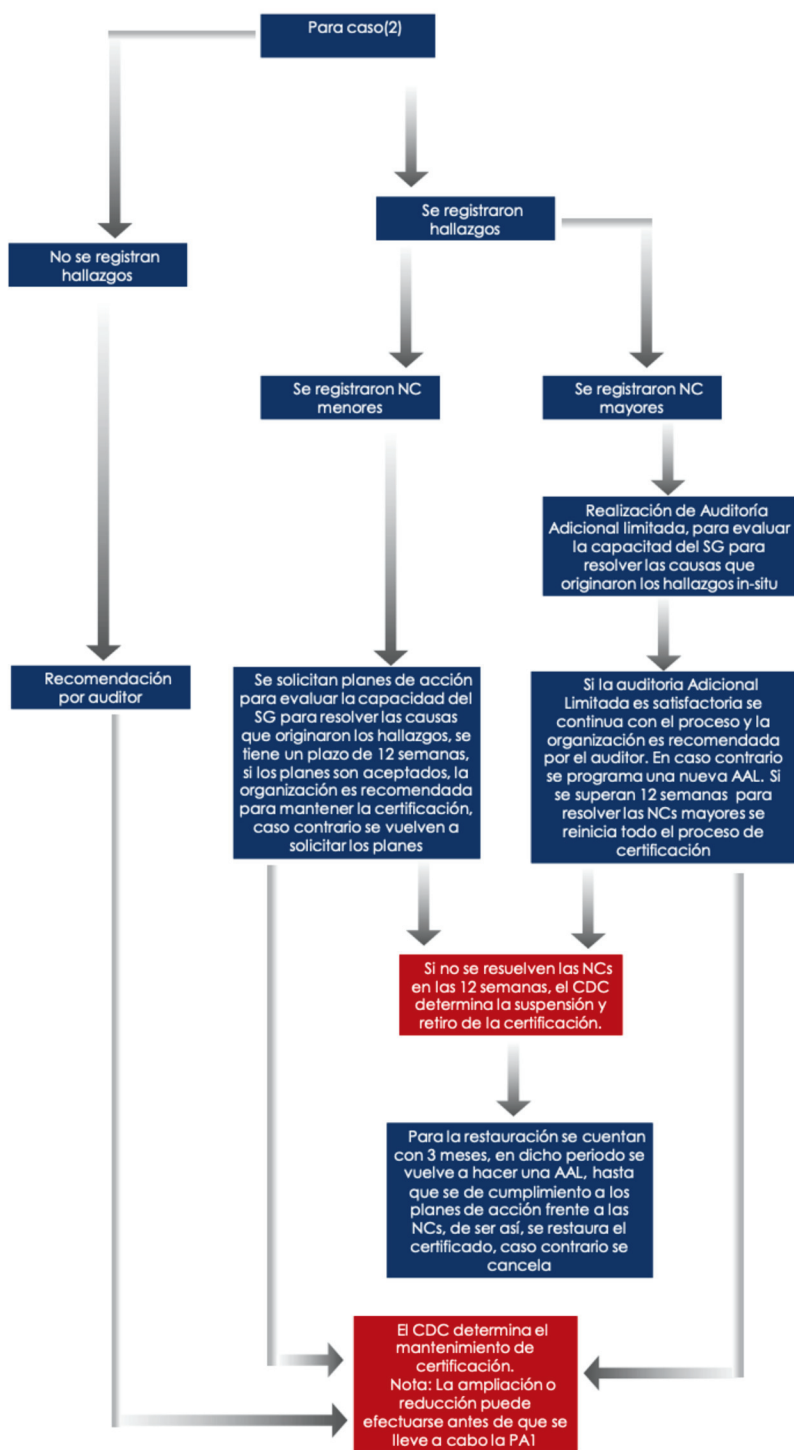 Para caso(2)
Se registraron
hallazgos
No se registran
hallazgos
Se registraron NC
menores
Se registraron NC
mayores
Realización de Auditoría
Adicional limitada, para evaluar
la capacidad del SG para
resolver las causas que
originaron los hallazgos in-situ
Recomendación
por auditor
Se solicitan planes de acción
para evaluar la capacidad del
SG para resolver las causas
que originaron los hallazgos, se
tiene un plazo de 12 semanas,
si los planes son aceptados, la
organización es recomendada
para mantener la certificación,
caso contrario se vuelven a
solicitar los planes
Si la auditoria Adicional
Limitada es satisfactoria se
continua con el proceso y la
organización es recomendada
por el auditor. En caso contrario
se programa una nueva AAL. Si
se superan 12 semanas para
resolver las NCs mayores se
reinicia todo el proceso de
certificación
Si no se resuelven las NCs
en las 12 semanas, el CDC
determina la suspensión y
retiro de la certificación.
Para la restauración se cuentan
con 3 meses, en dicho periodo se
vuelve a hacer una AAL, hasta
que se de cumplimiento a los
planes de acción frente a las
NCs, de ser así, se restaura el
certificado, caso contrario se
cancela
El CDC determina el
mantenimiento de
certificación.
Nota: La ampliación o
reducción puede
efectuarse antes de que se
lleve a cabo la PA1